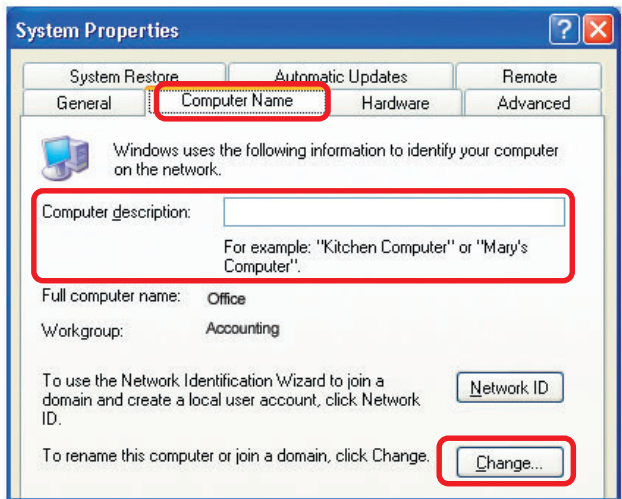 System Properties
System Restore Automatic Updates Remote
General Computer Name Hardware Advanced
Windows uses the following information to identify your computer
on the network.
Computer description:
For example: "Kitchen Computer" or "Mary's
Computer".
Full computer name: Office
Workgroup: Accounting
To use the Network Identification Wizard to join a
domain and create a local user account, click Network
ID.
Network ID
To rename this computer or join a domain, click Change.
Change...